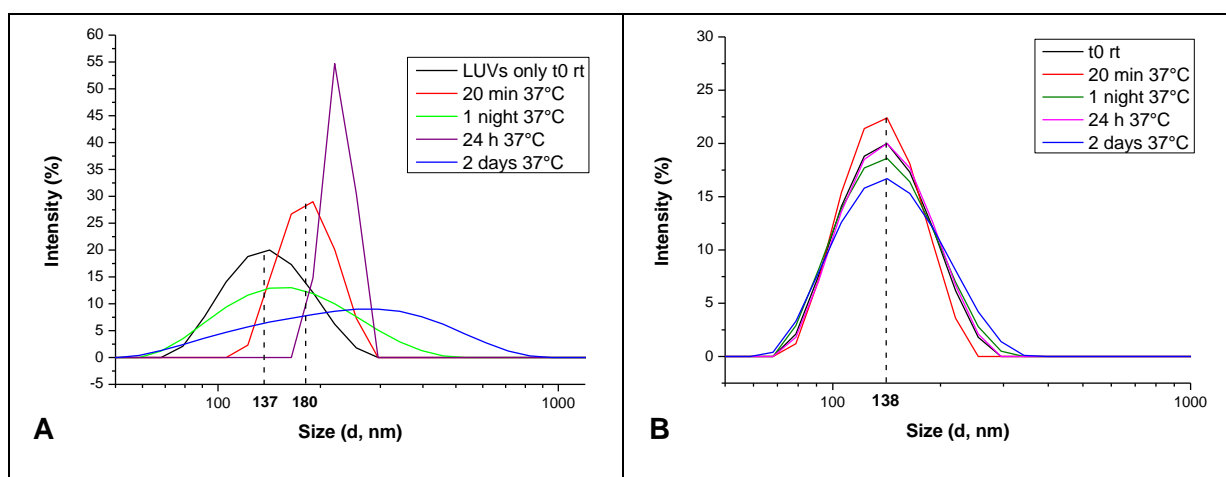 60
55
50
45
40
35
30
25
20
15
10
5
0
-5
Intensity (%)
LUVs only t0 rt
20 min 37°C
1 night 37°C
24 h 37°C
2 days 37°C
100 137 180 1000
Size (d, nm)
A
30
25
20
15
10
5
0
Intensity (%)
t0 rt
20 min 37°C
1 night 37°C
24 h 37°C
2 days 37°C
100 138 1000
Size (d, nm)
B